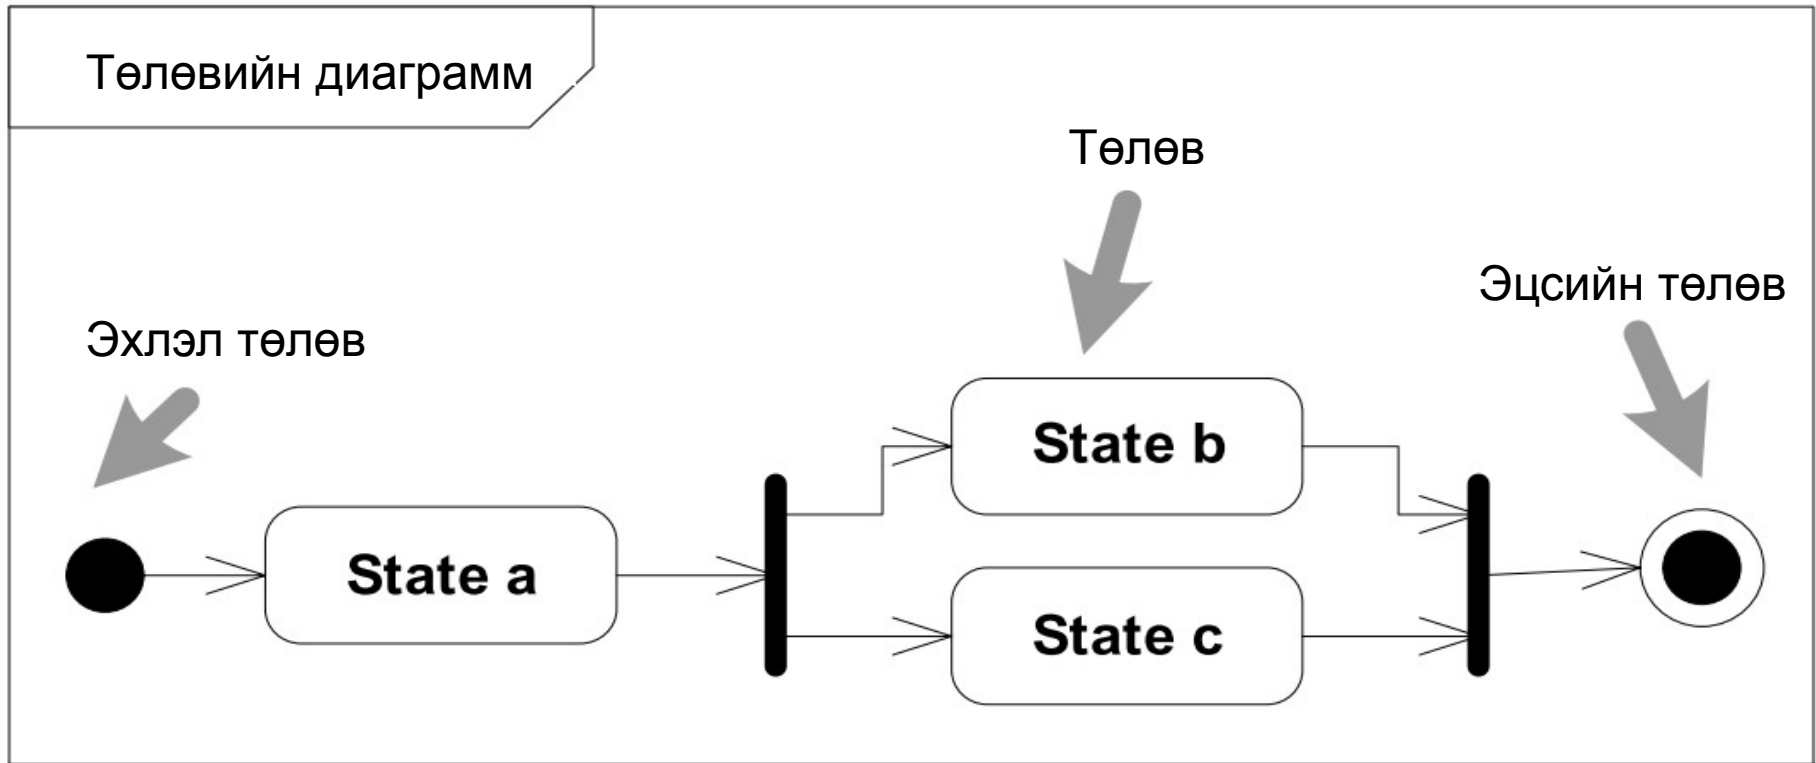 Төлөвийн диаграмм
Төлөв
Эцсийн төлөв
Эхлэл төлөв
State b
State a
State c